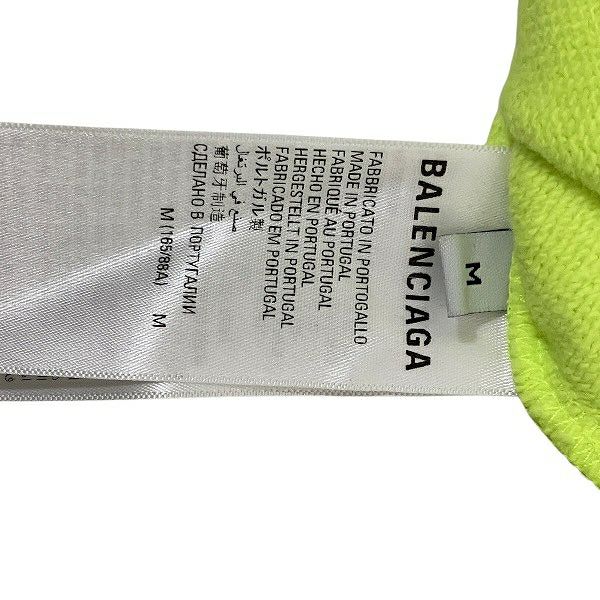 BALENCIAGA
M
FABBRICATO IN PORTOGALLO
MADE IN PORTUGAL
FABRIQUÉ AU PORTUGAL
HECHO EN PORTUGAL
HERGESTELLT IN PORTUGAL
FABRICADO EM PORTUGAL
ポルトガル製
صنع في البرتغال
葡萄牙制造
СДЕЛАНО В ПОРТУГАЛИИ
M (165/88A) M